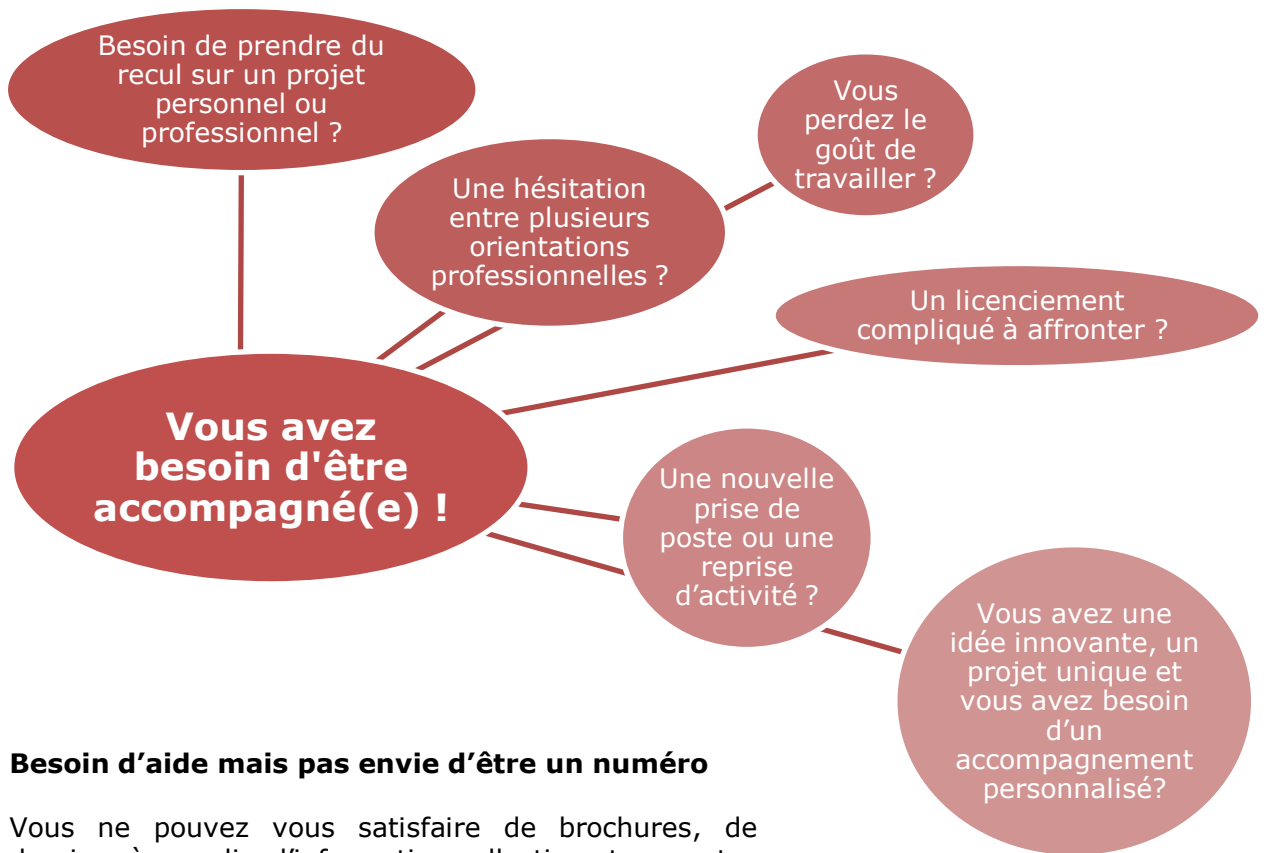 Besoin de prendre du
recul sur un projet
personnel ou
professionnel ?
Vous
perdez le
goût de
travailler ?
Une hésitation
entre plusieurs
orientations
professionnelles ?
Un licenciement
compliqué à affronter ?
Vous avez
besoin d'être
accompagné(e) !
Une nouvelle
prise de
poste ou une
reprise
d’activité ?
Vous avez une
idée innovante, un
projet unique et
vous avez besoin
d’un
accompagnement
personnalisé?
Besoin d’aide mais pas envie d’être un numéro
Vous ne pouvez vous satisfaire de brochures, de